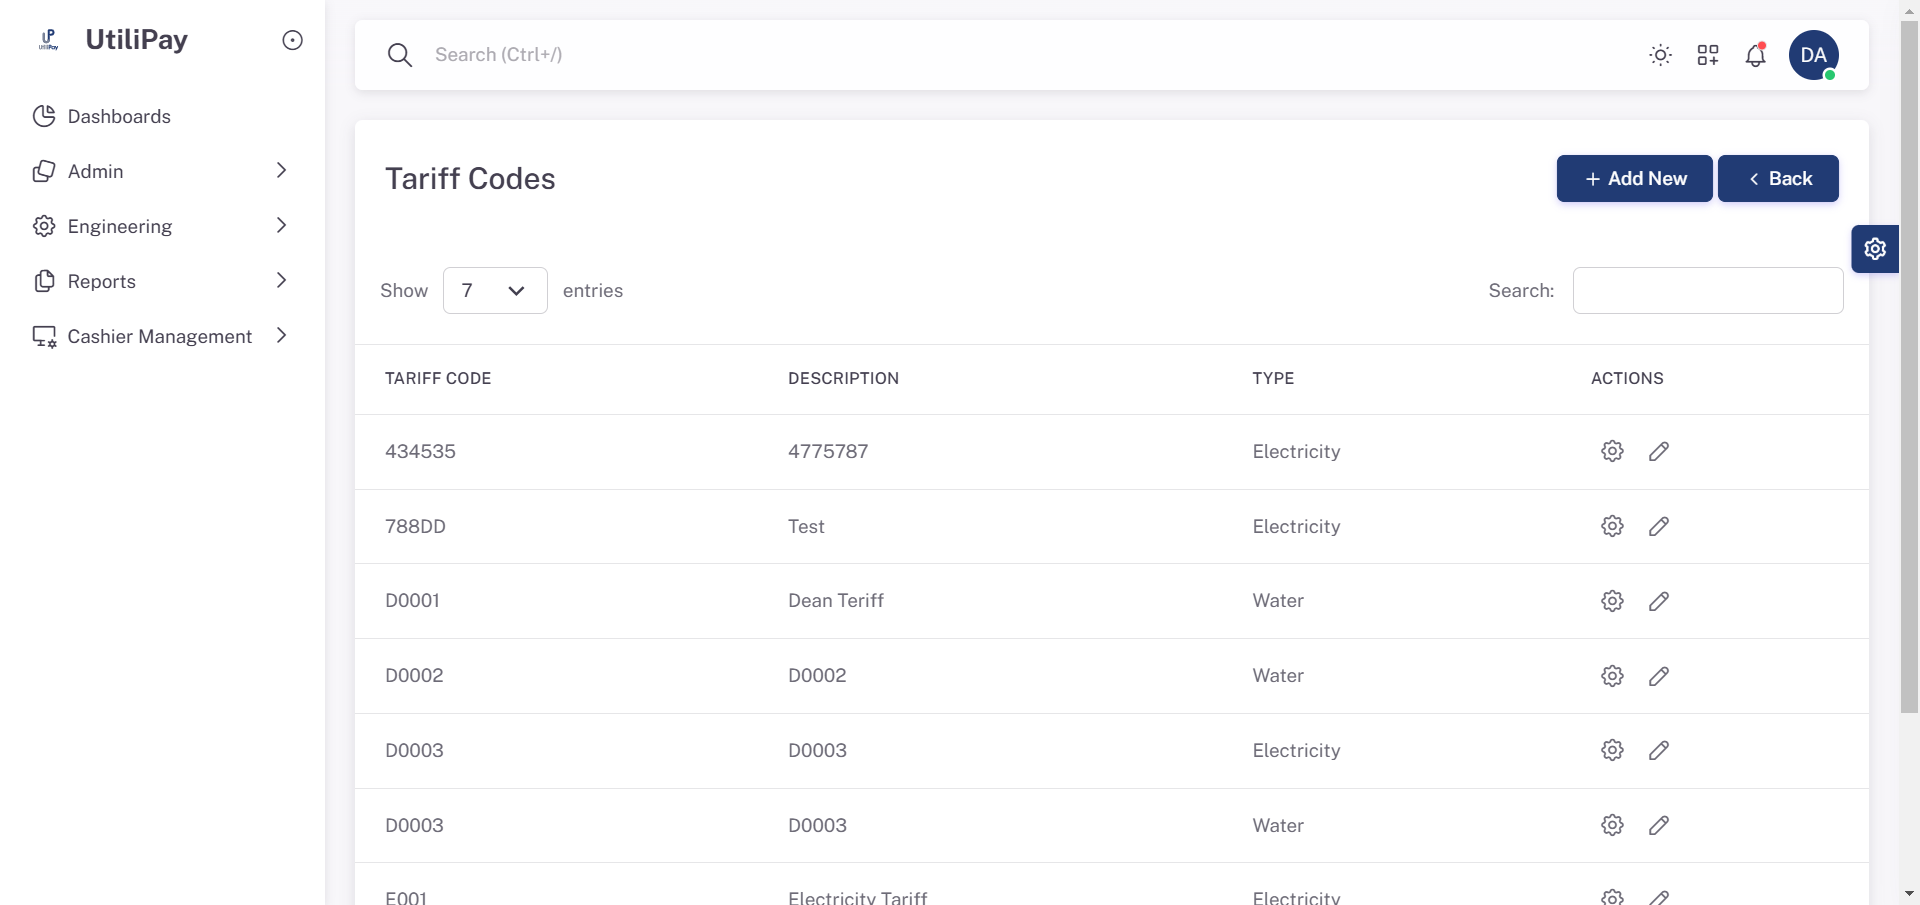 UP
UtiliPay
UtiliPay
Dashboards
Admin
Engineering
Reports
Cashier Management
Search (Ctrl+/)
DA
Tariff Codes
+ Add New
< Back
Show 7 entries
Search:
TARIFF CODE DESCRIPTION TYPE ACTIONS
434535 4775787 Electricity
788DD Test Electricity
D0001 Dean Teriff Water
D0002 D0002 Water
D0003 D0003 Electricity
D0003 D0003 Water
E001 Electricity Tariff Electricity